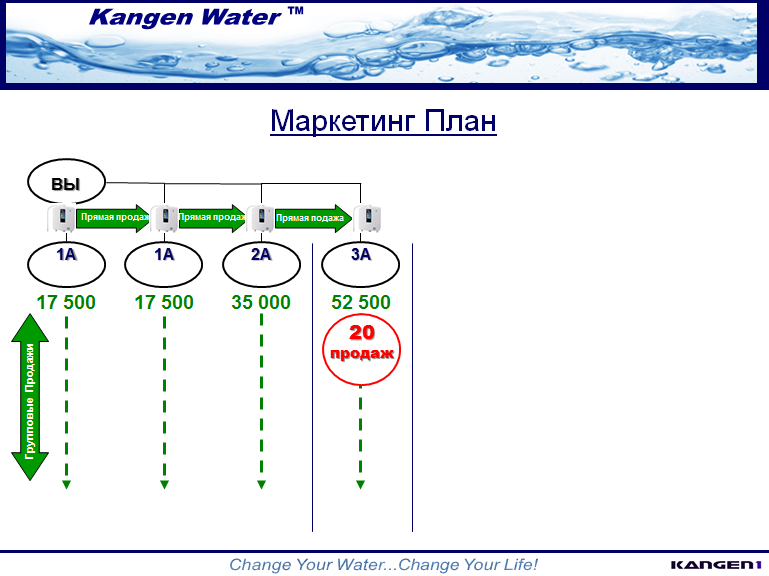 Kangen Water ™
Маркетинг План
ВЫ
Прямая продаж
Прямая продаж
Прямая подажа
1А
1А
2А
3А
17 500
17 500
35 000
52 500
20
продаж
Групповые Продажи
Change Your Water...Change Your Life!
KANGEN1